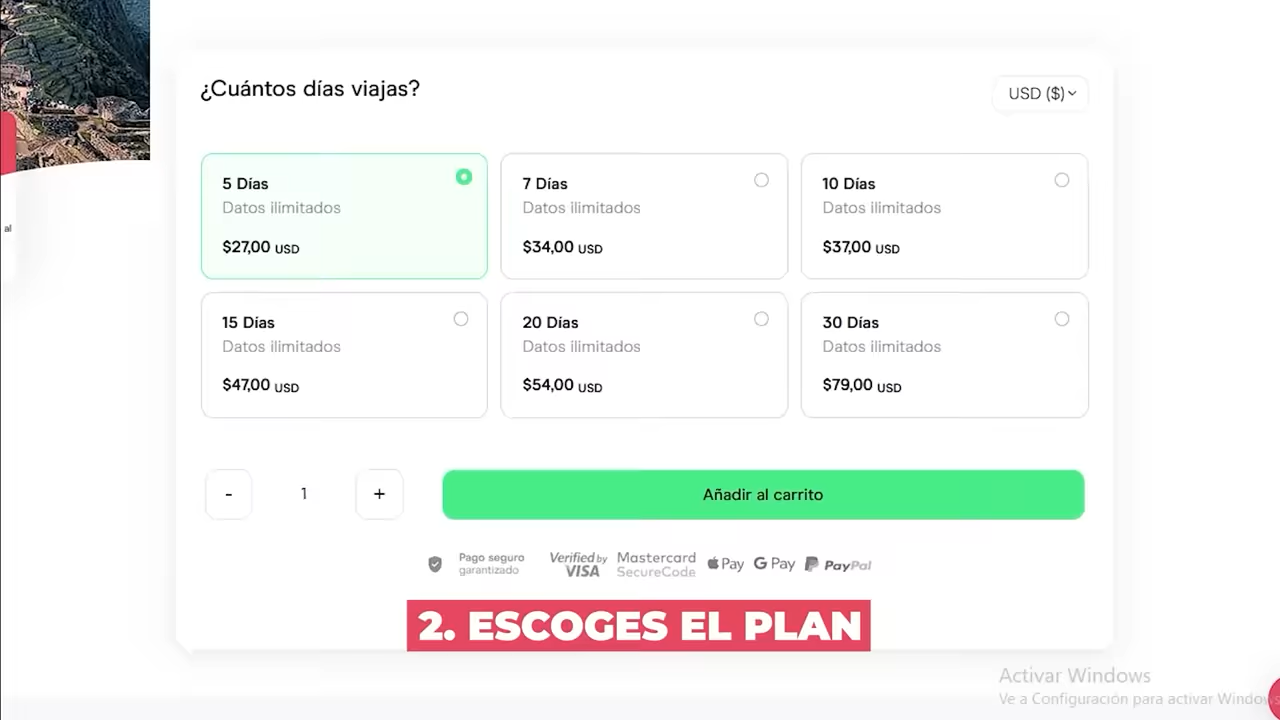 ¿Cuántos días viajas?
USD ($)
5 Días
Datos ilimitados
$27,00 USD
7 Días
Datos ilimitados
$34,00 USD
10 Días
Datos ilimitados
$37,00 USD
al
15 Días
Datos ilimitados
$47,00 USD
20 Días
Datos ilimitados
$54,00 USD
30 Días
Datos ilimitados
$79,00 USD
- 1 +
Añadir al carrito
Pago seguro
garantizado
Verified by
VISA
Mastercard
SecureCode
Pay
G Pay
PayPal
2. ESCOGES EL PLAN
Activar Windows
Ve a Configuración para activar Windows